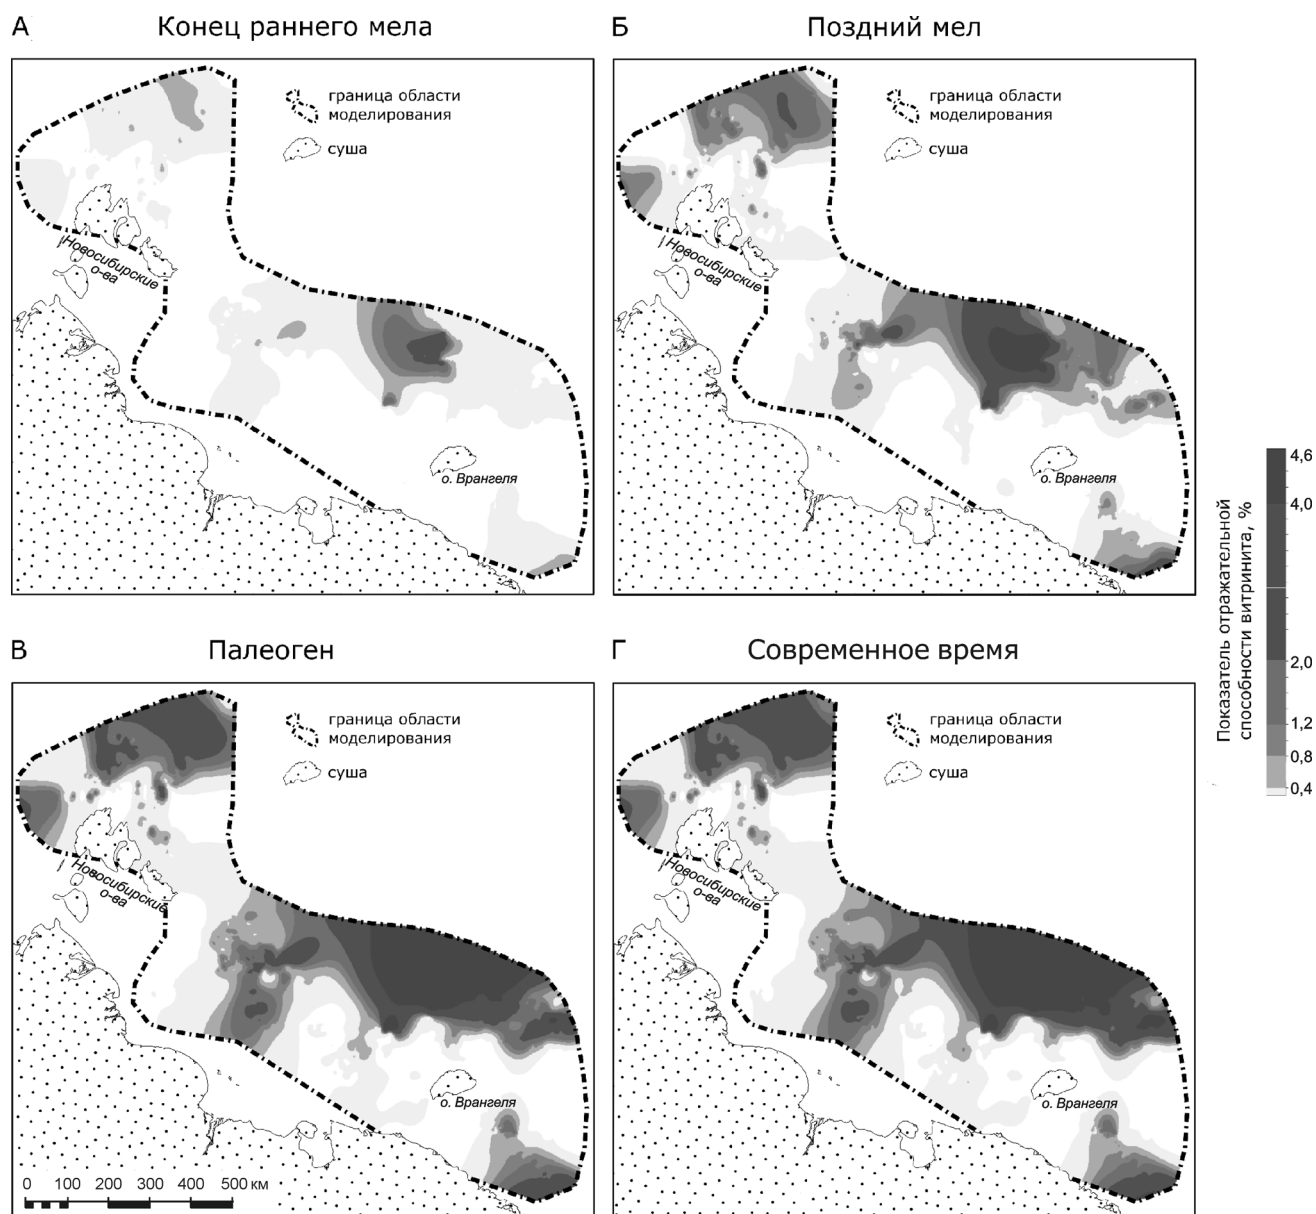 А
Конец раннего мела
граница области
моделирования
суша
Новосибирские
о-ва
о. Врангеля
Б
Поздний мел
граница области
моделирования
суша
Новосибирские
о-ва
о. Врангеля
Показатель отражательной
способности витринита, %
4,6
4,0
2,0
1,2
0,8
0,4
В
Палеоген
граница области
моделирования
суша
Новосибирские
о-ва
о. Врангеля
0 100 200 300 400 500 км
Г
Современное время
граница области
моделирования
суша
Новосибирские
о-ва
о. Врангеля